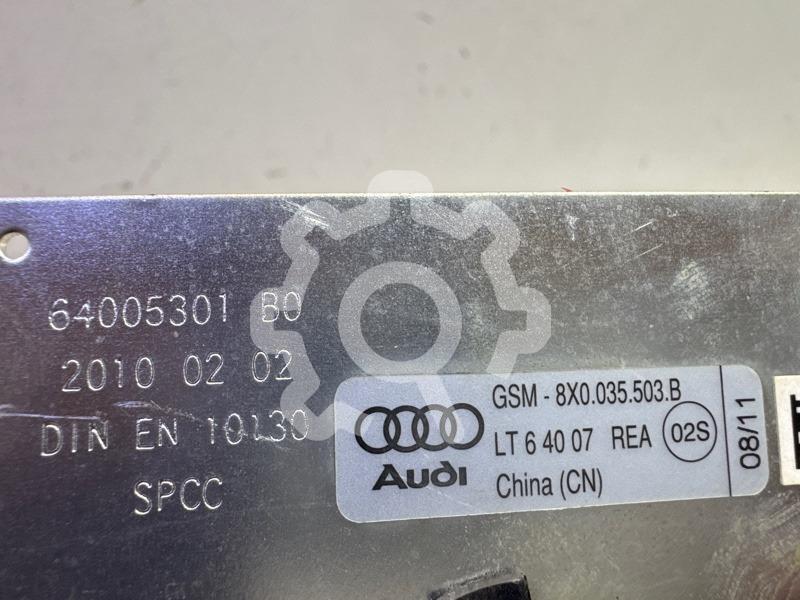 64005301 B0
2010 02 02
DIN EN 10130
SPCC
GSM - 8X0.035.503.B
LT 6 40 07 REA 02S
China (CN)
Audi
08/11